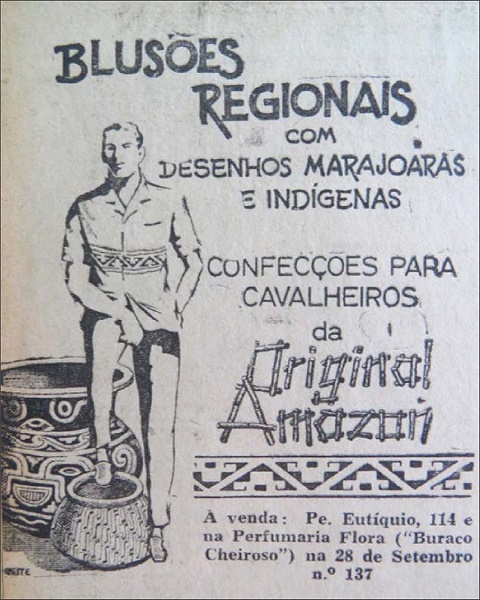 BLUSÕES
REGIONAIS
COM
DESENHOS MARAJOARAS
E INDÍGENAS
CONFECÇÕES PARA
CAVALHEIROS
da
Original
Amazon
À venda: Pe. Eutíquio, 114 e
na Perfumaria Flora ("Buraco
Cheiroso") na 28 de Setembro
n.º 137